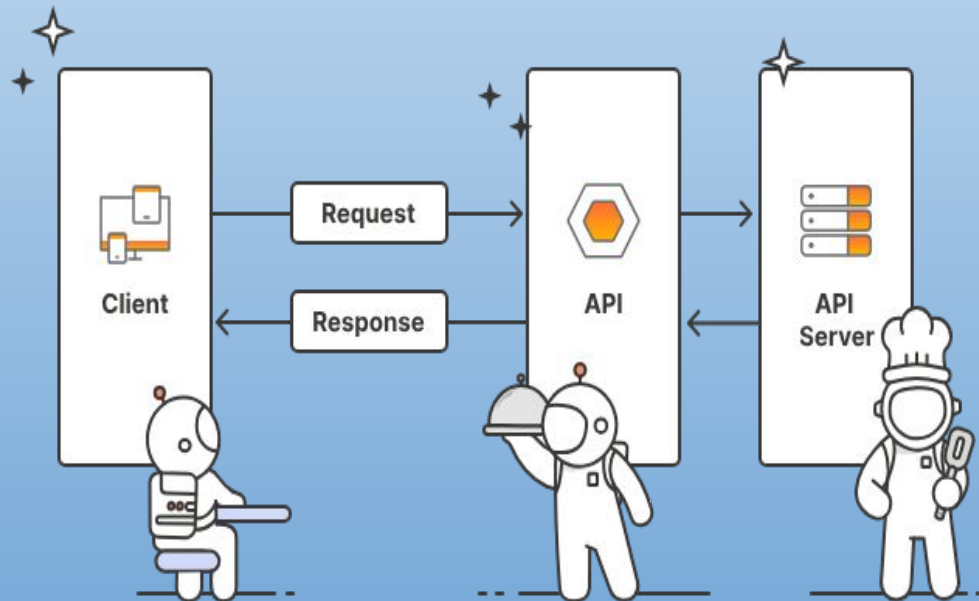 Request
Client
Response
API
API
Server